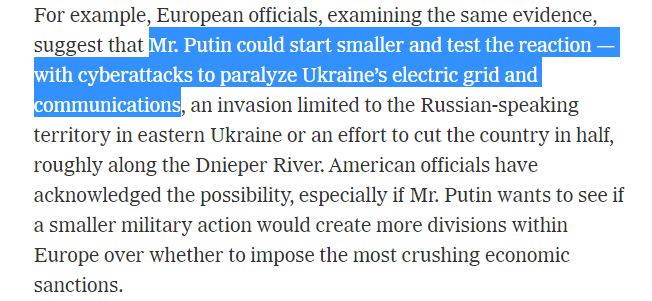 For example, European officials, examining the same evidence,
suggest that Mr. Putin could start smaller and test the reaction —
with cyberattacks to paralyze Ukraine’s electric grid and
communications, an invasion limited to the Russian-speaking
territory in eastern Ukraine or an effort to cut the country in half,
roughly along the Dnieper River. American officials have
acknowledged the possibility, especially if Mr. Putin wants to see if
a smaller military action would create more divisions within
Europe over whether to impose the most crushing economic
sanctions.